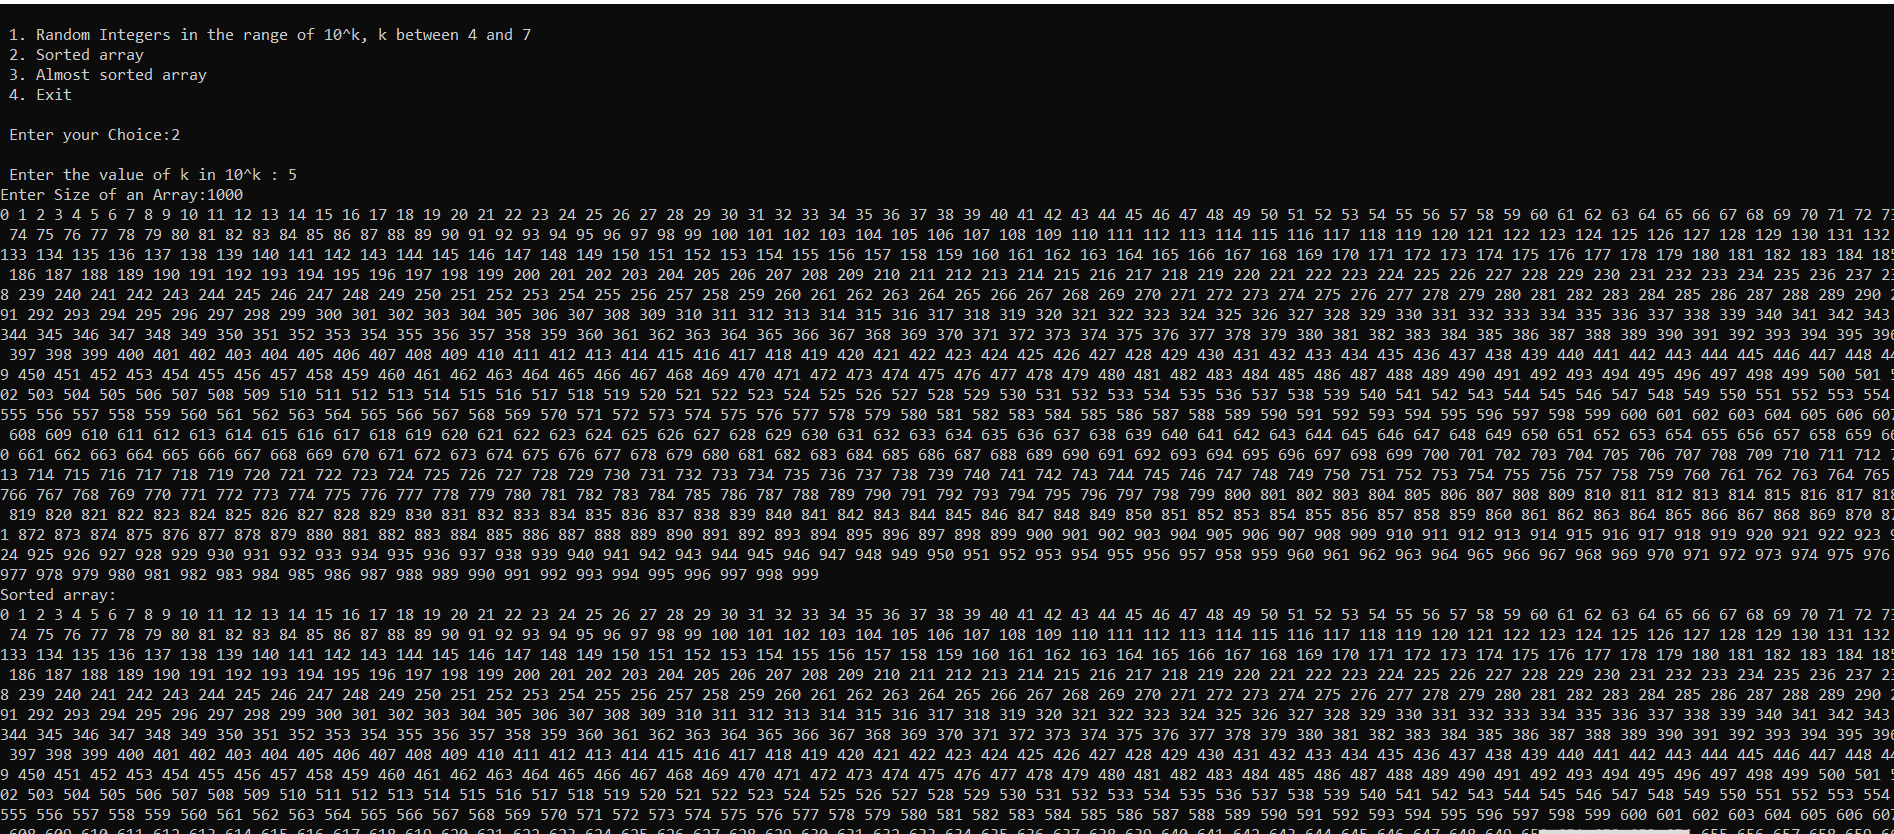 1. Random Integers in the range of 10^k, k between 4 and 7
2. Sorted array
3. Almost sorted array
4. Exit
Enter your Choice:2
Enter the value of k in 10^k : 5
Enter Size of an Array:1000
0 1 2 3 4 5 6 7 8 9 10 11 12 13 14 15 16 17 18 19 20 21 22 23 24 25 26 27 28 29 30 31 32 33 34 35 36 37 38 39 40 41 42 43 44 45 46 47 48 49 50 51 52 53 54 55 56 57 58 59 60 61 62 63 64 65 66 67 68 69 70 71 72 73
74 75 76 77 78 79 80 81 82 83 84 85 86 87 88 89 90 91 92 93 94 95 96 97 98 99 100 101 102 103 104 105 106 107 108 109 110 111 112 113 114 115 116 117 118 119 120 121 122 123 124 125 126 127 128 129 130 131 132
133 134 135 136 137 138 139 140 141 142 143 144 145 146 147 148 149 150 151 152 153 154 155 156 157 158 159 160 161 162 163 164 165 166 167 168 169 170 171 172 173 174 175 176 177 178 179 180 181 182 183 184 185
186 187 188 189 190 191 192 193 194 195 196 197 198 199 200 201 202 203 204 205 206 207 208 209 210 211 212 213 214 215 216 217 218 219 220 221 222 223 224 225 226 227 228 229 230 231 232 233 234 235 236 237 23
8 239 240 241 242 243 244 245 246 247 248 249 250 251 252 253 254 255 256 257 258 259 260 261 262 263 264 265 266 267 268 269 270 271 272 273 274 275 276 277 278 279 280 281 282 283 284 285 286 287 288 289 290 2
91 292 293 294 295 296 297 298 299 300 301 302 303 304 305 306 307 308 309 310 311 312 313 314 315 316 317 318 319 320 321 322 323 324 325 326 327 328 329 330 331 332 333 334 335 336 337 338 339 340 341 342 343
344 345 346 347 348 349 350 351 352 353 354 355 356 357 358 359 360 361 362 363 364 365 366 367 368 369 370 371 372 373 374 375 376 377 378 379 380 381 382 383 384 385 386 387 388 389 390 391 392 393 394 395 396
397 398 399 400 401 402 403 404 405 406 407 408 409 410 411 412 413 414 415 416 417 418 419 420 421 422 423 424 425 426 427 428 429 430 431 432 433 434 435 436 437 438 439 440 441 442 443 444 445 446 447 448 44
9 450 451 452 453 454 455 456 457 458 459 460 461 462 463 464 465 466 467 468 469 470 471 472 473 474 475 476 477 478 479 480 481 482 483 484 485 486 487 488 489 490 491 492 493 494 495 496 497 498 499 500 501 5
02 503 504 505 506 507 508 509 510 511 512 513 514 515 516 517 518 519 520 521 522 523 524 525 526 527 528 529 530 531 532 533 534 535 536 537 538 539 540 541 542 543 544 545 546 547 548 549 550 551 552 553 554
555 556 557 558 559 560 561 562 563 564 565 566 567 568 569 570 571 572 573 574 575 576 577 578 579 580 581 582 583 584 585 586 587 588 589 590 591 592 593 594 595 596 597 598 599 600 601 602 603 604 605 606 607
608 609 610 611 612 613 614 615 616 617 618 619 620 621 622 623 624 625 626 627 628 629 630 631 632 633 634 635 636 637 638 639 640 641 642 643 644 645 646 647 648 649 650 651 652 653 654 655 656 657 658 659 66
0 661 662 663 664 665 666 667 668 669 670 671 672 673 674 675 676 677 678 679 680 681 682 683 684 685 686 687 688 689 690 691 692 693 694 695 696 697 698 699 700 701 702 703 704 705 706 707 708 709 710 711 712 7
13 714 715 716 717 718 719 720 721 722 723 724 725 726 727 728 729 730 731 732 733 734 735 736 737 738 739 740 741 742 743 744 745 746 747 748 749 750 751 752 753 754 755 756 757 758 759 760 761 762 763 764 765
766 767 768 769 770 771 772 773 774 775 776 777 778 779 780 781 782 783 784 785 786 787 788 789 790 791 792 793 794 795 796 797 798 799 800 801 802 803 804 805 806 807 808 809 810 811 812 813 814 815 816 817 818
819 820 821 822 823 824 825 826 827 828 829 830 831 832 833 834 835 836 837 838 839 840 841 842 843 844 845 846 847 848 849 850 851 852 853 854 855 856 857 858 859 860 861 862 863 864 865 866 867 868 869 870 87
1 872 873 874 875 876 877 878 879 880 881 882 883 884 885 886 887 888 889 890 891 892 893 894 895 896 897 898 899 900 901 902 903 904 905 906 907 908 909 910 911 912 913 914 915 916 917 918 919 920 921 922 923 9
24 925 926 927 928 929 930 931 932 933 934 935 936 937 938 939 940 941 942 943 944 945 946 947 948 949 950 951 952 953 954 955 956 957 958 959 960 961 962 963 964 965 966 967 968 969 970 971 972 973 974 975 976
977 978 979 980 981 982 983 984 985 986 987 988 989 990 991 992 993 994 995 996 997 998 999
Sorted array:
0 1 2 3 4 5 6 7 8 9 10 11 12 13 14 15 16 17 18 19 20 21 22 23 24 25 26 27 28 29 30 31 32 33 34 35 36 37 38 39 40 41 42 43 44 45 46 47 48 49 50 51 52 53 54 55 56 57 58 59 60 61 62 63 64 65 66 67 68 69 70 71 72 73
74 75 76 77 78 79 80 81 82 83 84 85 86 87 88 89 90 91 92 93 94 95 96 97 98 99 100 101 102 103 104 105 106 107 108 109 110 111 112 113 114 115 116 117 118 119 120 121 122 123 124 125 126 127 128 129 130 131 132
133 134 135 136 137 138 139 140 141 142 143 144 145 146 147 148 149 150 151 152 153 154 155 156 157 158 159 160 161 162 163 164 165 166 167 168 169 170 171 172 173 174 175 176 177 178 179 180 181 182 183 184 185
186 187 188 189 190 191 192 193 194 195 196 197 198 199 200 201 202 203 204 205 206 207 208 209 210 211 212 213 214 215 216 217 218 219 220 221 222 223 224 225 226 227 228 229 230 231 232 233 234 235 236 237 23
8 239 240 241 242 243 244 245 246 247 248 249 250 251 252 253 254 255 256 257 258 259 260 261 262 263 264 265 266 267 268 269 270 271 272 273 274 275 276 277 278 279 280 281 282 283 284 285 286 287 288 289 290 2
91 292 293 294 295 296 297 298 299 300 301 302 303 304 305 306 307 308 309 310 311 312 313 314 315 316 317 318 319 320 321 322 323 324 325 326 327 328 329 330 331 332 333 334 335 336 337 338 339 340 341 342 343
344 345 346 347 348 349 350 351 352 353 354 355 356 357 358 359 360 361 362 363 364 365 366 367 368 369 370 371 372 373 374 375 376 377 378 379 380 381 382 383 384 385 386 387 388 389 390 391 392 393 394 395 396
397 398 399 400 401 402 403 404 405 406 407 408 409 410 411 412 413 414 415 416 417 418 419 420 421 422 423 424 425 426 427 428 429 430 431 432 433 434 435 436 437 438 439 440 441 442 443 444 445 446 447 448 44
9 450 451 452 453 454 455 456 457 458 459 460 461 462 463 464 465 466 467 468 469 470 471 472 473 474 475 476 477 478 479 480 481 482 483 484 485 486 487 488 489 490 491 492 493 494 495 496 497 498 499 500 501 5
02 503 504 505 506 507 508 509 510 511 512 513 514 515 516 517 518 519 520 521 522 523 524 525 526 527 528 529 530 531 532 533 534 535 536 537 538 539 540 541 542 543 544 545 546 547 548 549 550 551 552 553 554
555 556 557 558 559 560 561 562 563 564 565 566 567 568 569 570 571 572 573 574 575 576 577 578 579 580 581 582 583 584 585 586 587 588 589 590 591 592 593 594 595 596 597 598 599 600 601 602 603 604 605 606 607